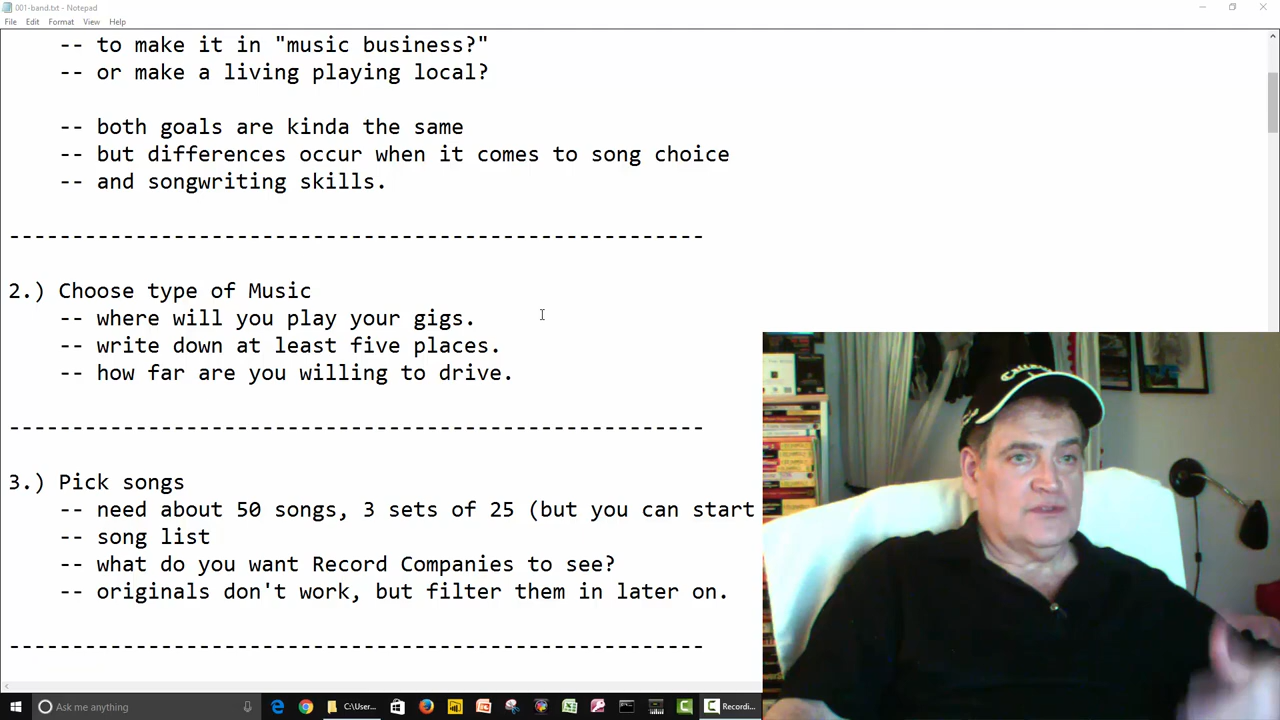 001-band.txt - Notepad
File Edit Format View Help
-- to make it in "music business?"
-- or make a living playing local?
-- both goals are kinda the same
-- but differences occur when it comes to song choice
-- and songwriting skills.
-------------------------------------------------------
2.) Choose type of Music
-- where will you play your gigs.
-- write down at least five places.
-- how far are you willing to drive.
-------------------------------------------------------
3.) Pick songs
-- need about 50 songs, 3 sets of 25 (but you can start
-- song list
-- what do you want Record Companies to see?
-- originals don't work, but filter them in later on.
-------------------------------------------------------
Ask me anything
C:\User...
Recordi...